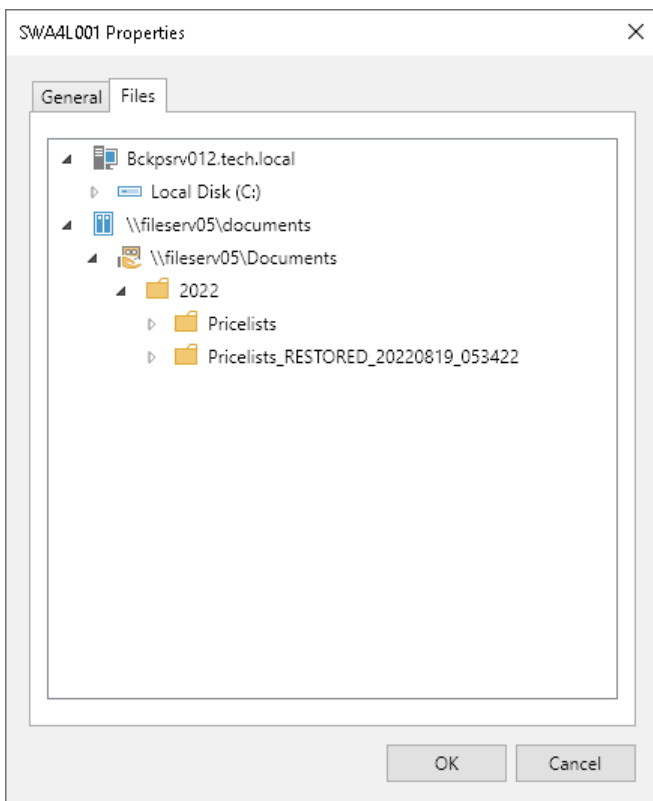 SWA4L001 Properties
General Files
Bckpsrv012.tech.local
Local Disk (C:)
\\fileserv05\documents
\\fileserv05\Documents
2022
Pricelists
Pricelists_RESTORED_20220819_053422
OK Cancel